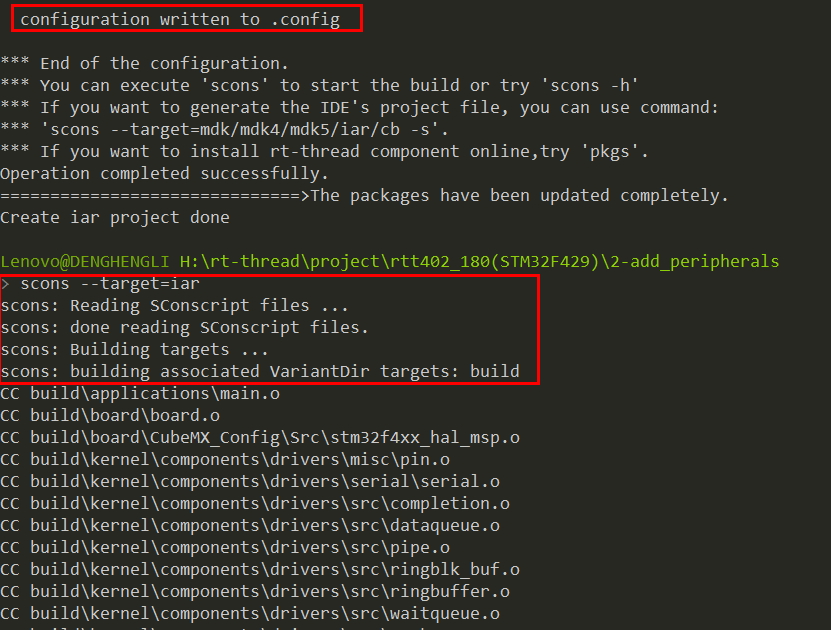 configuration written to .config
*** End of the configuration.
*** You can execute 'scons' to start the build or try 'scons -h'
*** If you want to generate the IDE's project file, you can use command:
*** 'scons --target=mdk/mdk4/mdk5/iar/cb -s'.
*** If you want to install rt-thread component online,try 'pkgs'.
Operation completed successfully.
==============================>The packages have been updated completely.
Create iar project done
Lenovo@DENGHENGLI H:\rt-thread\project\rtt402_180(STM32F429)\2-add_peripherals
> scons --target=iar
scons: Reading SConscript files ...
scons: done reading SConscript files.
scons: Building targets ...
scons: building associated VariantDir targets: build
CC build\applications\main.o
CC build\board\board.o
CC build\board\CubeMX_Config\Src\stm32f4xx_hal_msp.o
CC build\kernel\components\drivers\misc\pin.o
CC build\kernel\components\drivers\serial\serial.o
CC build\kernel\components\drivers\src\completion.o
CC build\kernel\components\drivers\src\dataqueue.o
CC build\kernel\components\drivers\src\pipe.o
CC build\kernel\components\drivers\src\ringblk_buf.o
CC build\kernel\components\drivers\src\ringbuffer.o
CC build\kernel\components\drivers\src\waitqueue.o